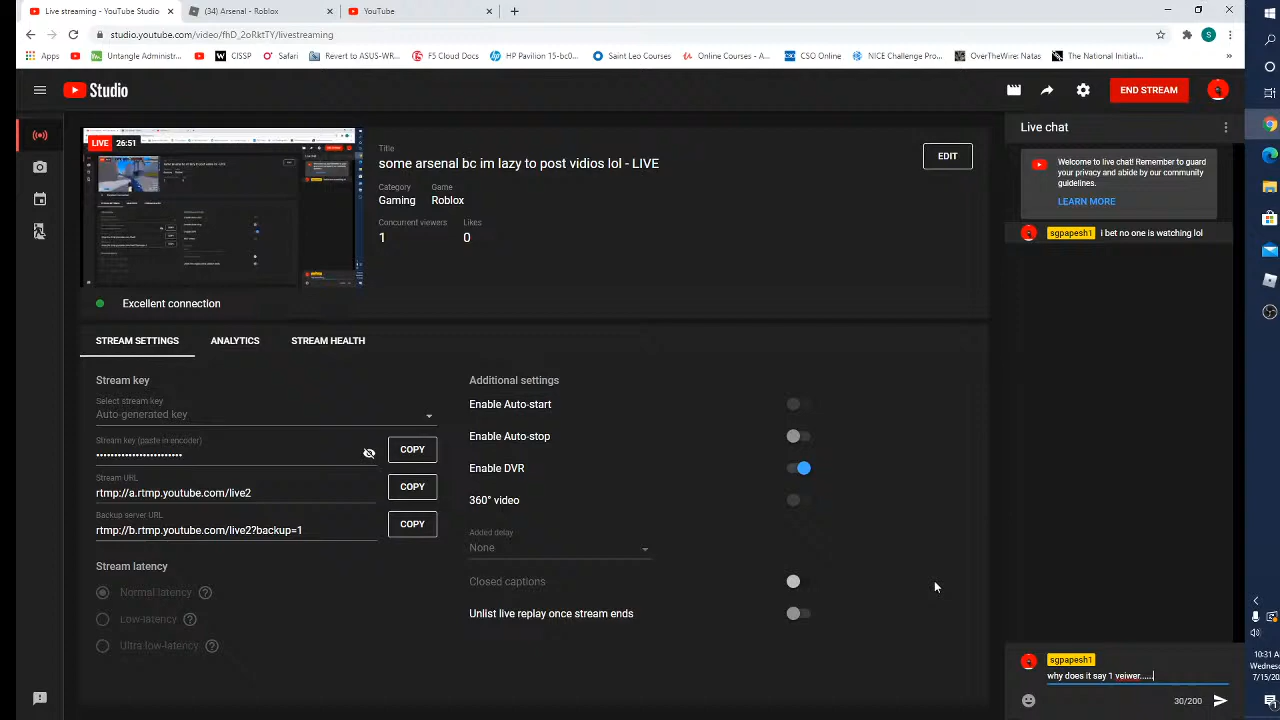 Live streaming - YouTube Studio
(34) Arsenal - Roblox
YouTube
studio.youtube.com/video/fhD_2oRktTY/livestreaming
S
Apps
Untangle Administr...
CISSP
Safari
Revert to ASUS-WR...
F5 Cloud Docs
HP Pavilion 15-bc0...
Saint Leo Courses
Online Courses - A...
CSO Online
NICE Challenge Pro...
OverTheWire: Natas
The National Initiati...
Studio
END STREAM
LIVE 26:51
Title
some arsenal bc im lazy to post vidios lol - LIVE
EDIT
Category Game
Gaming Roblox
Concurrent viewers Likes
1 0
Excellent connection
STREAM SETTINGS ANALYTICS STREAM HEALTH
Stream key
Select stream key
Auto-generated key
Stream key (paste in encoder)
COPY
Stream URL
rtmp://a.rtmp.youtube.com/live2
COPY
Backup server URL
rtmp://b.rtmp.youtube.com/live2?backup=1
COPY
Stream latency
Normal latency
Low-latency
Ultra low-latency
Additional settings
Enable Auto-start
Enable Auto-stop
Enable DVR
360° video
Added delay
None
Closed captions
Unlist live replay once stream ends
Live chat
Welcome to live chat! Remember to guard
your privacy and abide by our community
guidelines.
LEARN MORE
sgpapesh1 i bet no one is watching lol
sgpapesh1
why does it say 1 veiwer......
30/200
10:31 A
Wednes
7/15/20